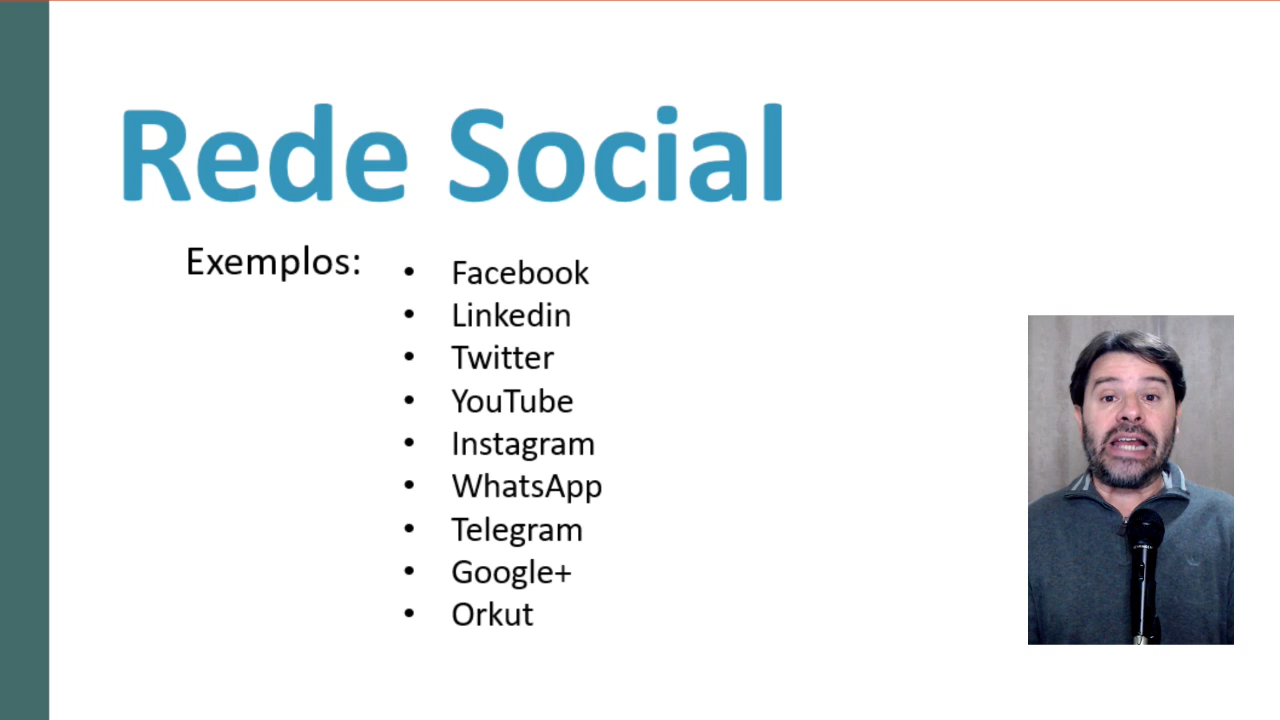 Rede Social
Exemplos:
• Facebook
• Linkedin
• Twitter
• YouTube
• Instagram
• WhatsApp
• Telegram
• Google+
• Orkut